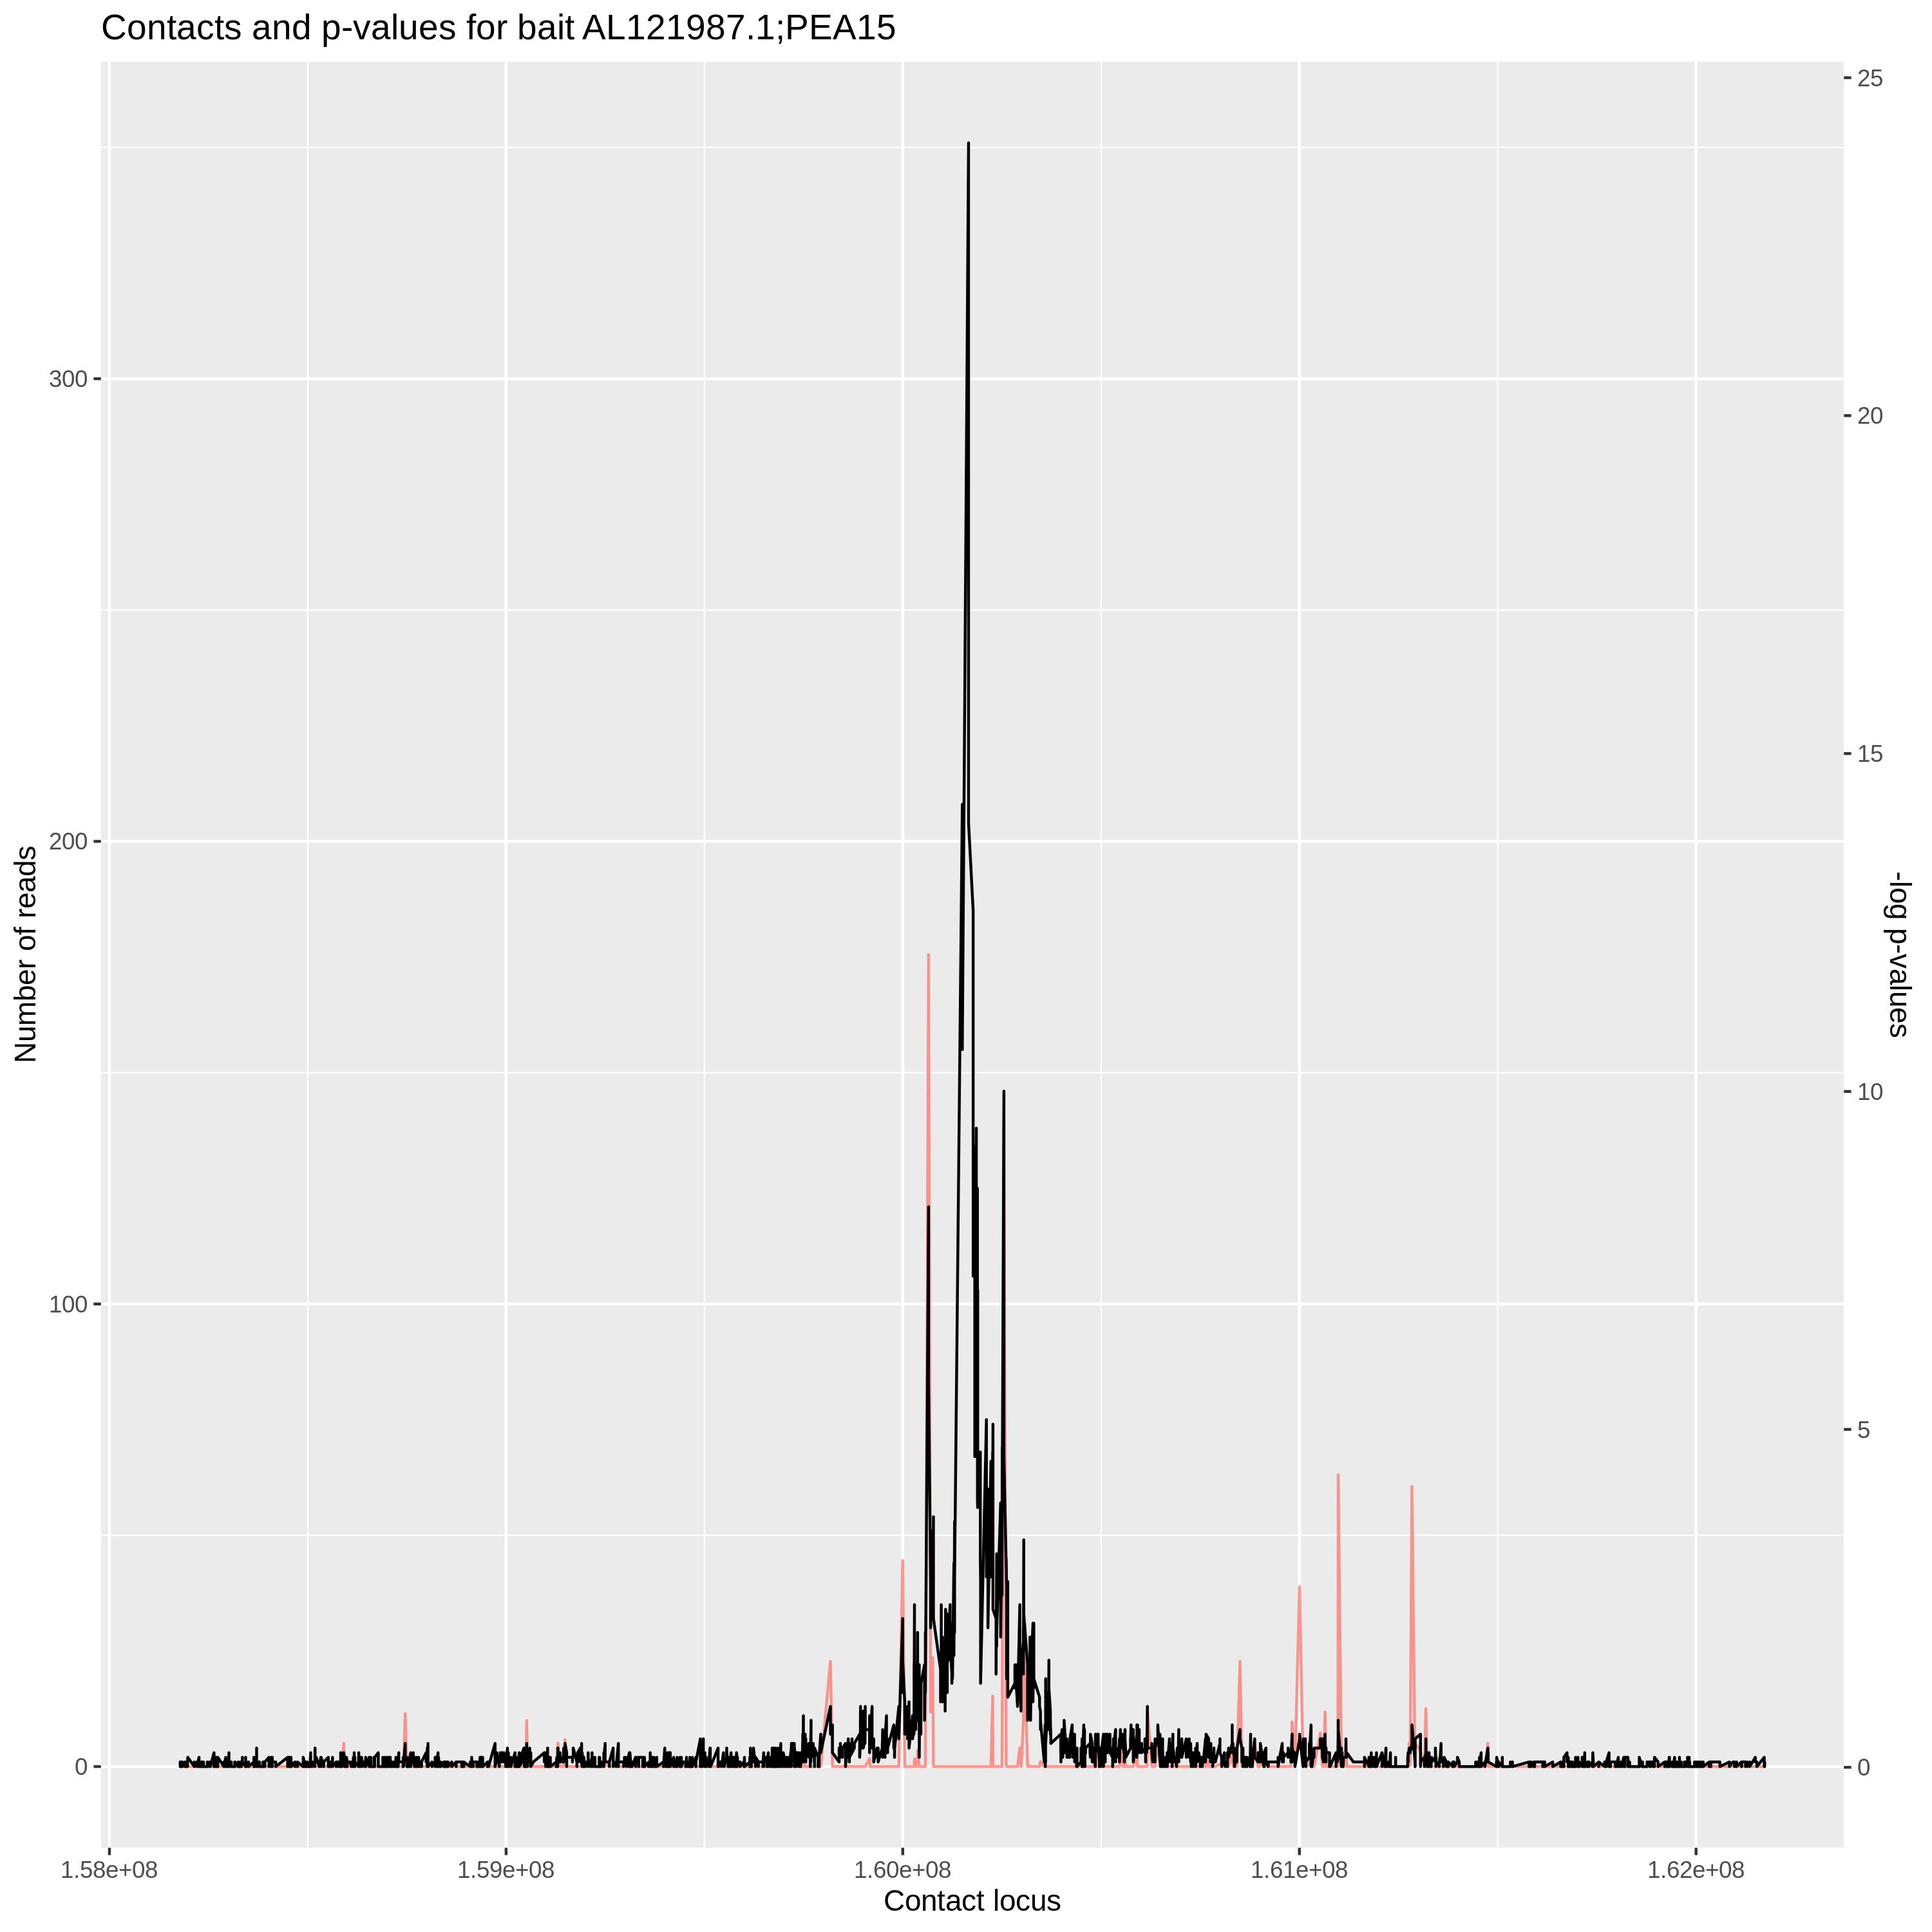 Contacts and p-values for bait AL121987.1;PEA15
25
300
20
15
200
Number of reads
-log p-values
10
100
5
0
0
1.58e+08
1.59e+08
1.60e+08
1.61e+08
1.62e+08
Contact locus